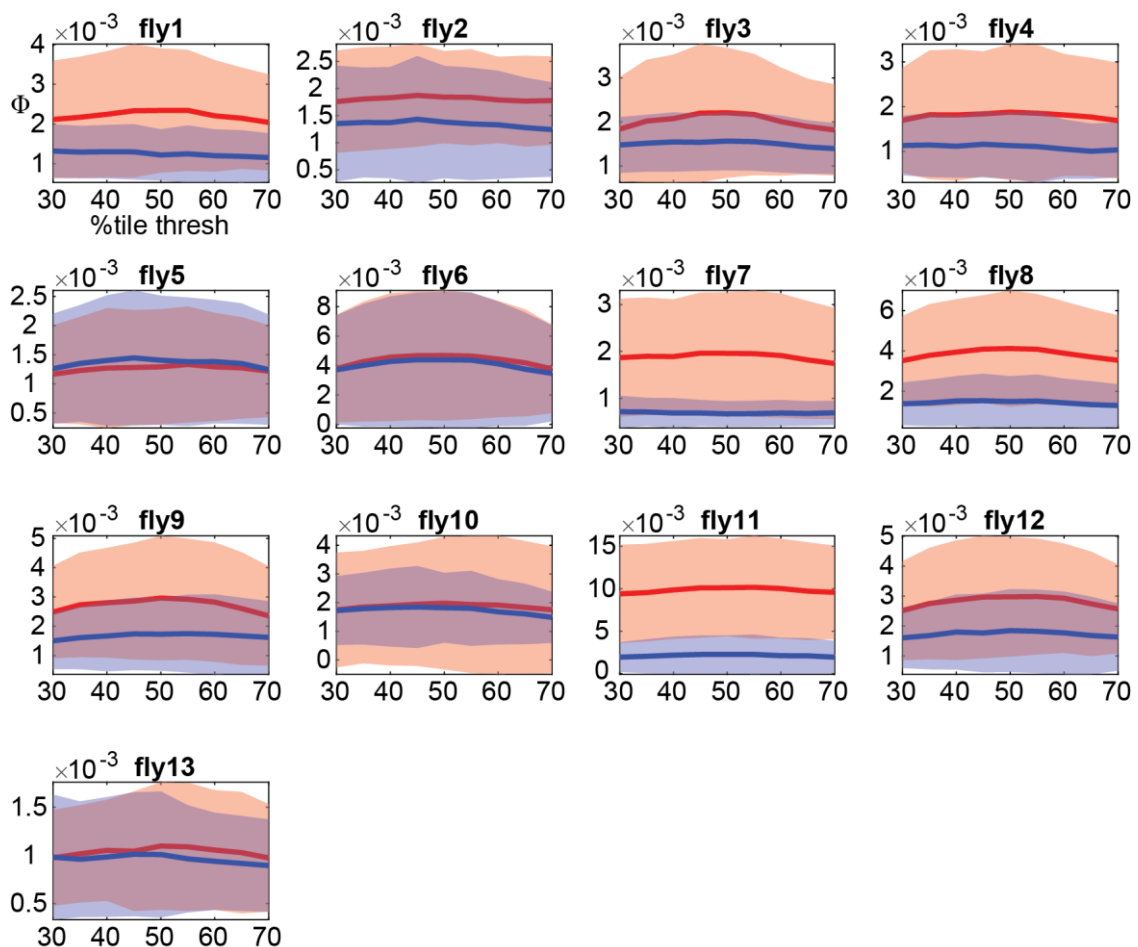 ×10⁻³ fly1
4
3
Φ
2
1
30 40 50 60 70
%tile thresh
×10⁻³ fly2
2.5
2
1.5
1
0.5
30 40 50 60 70
×10⁻³ fly3
3
2
1
30 40 50 60 70
×10⁻³ fly4
3
2
1
30 40 50 60 70
×10⁻³ fly5
2.5
2
1.5
1
0.5
30 40 50 60 70
×10⁻³ fly6
8
6
4
2
0
30 40 50 60 70
×10⁻³ fly7
3
2
1
30 40 50 60 70
×10⁻³ fly8
6
4
2
30 40 50 60 70
×10⁻³ fly9
5
4
3
2
1
30 40 50 60 70
×10⁻³ fly10
4
3
2
1
0
30 40 50 60 70
×10⁻³ fly11
15
10
5
0
30 40 50 60 70
×10⁻³ fly12
5
4
3
2
1
30 40 50 60 70
×10⁻³ fly13
1.5
1
0.5
30 40 50 60 70